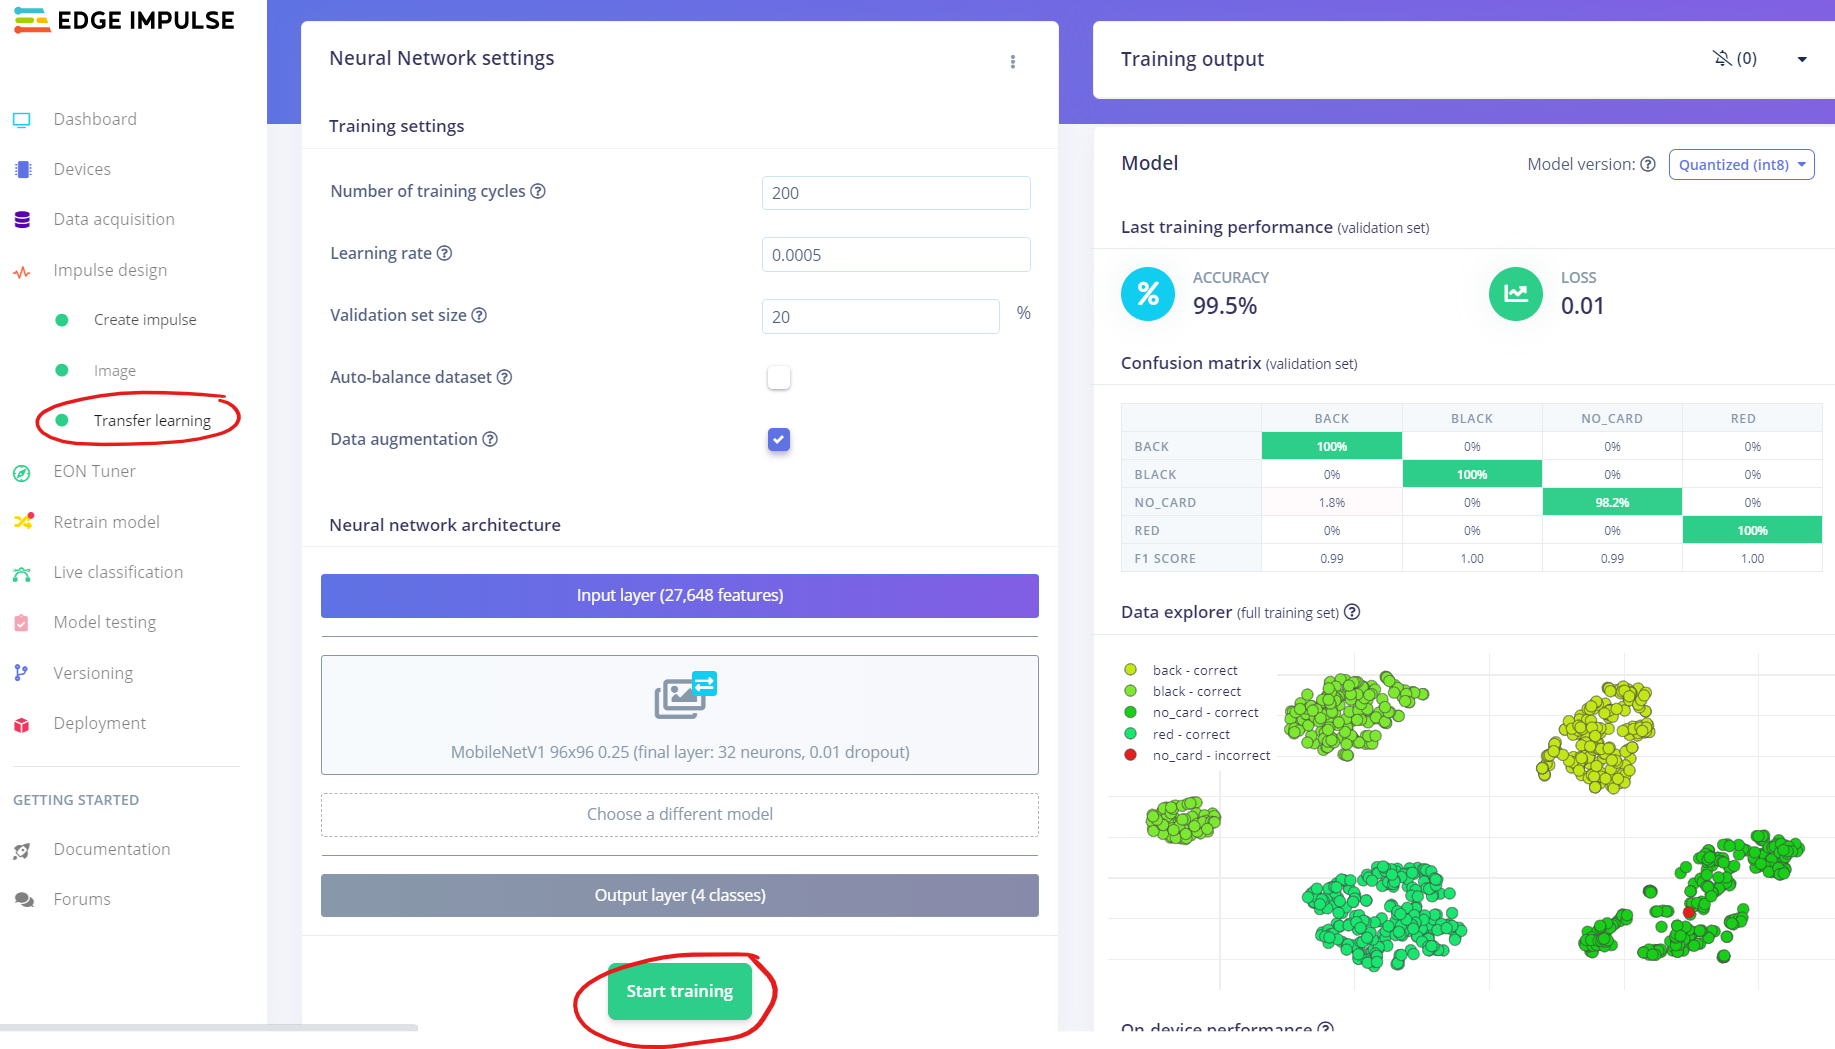 EDGE IMPULSE
Dashboard
Devices
Data acquisition
Impulse design
Create impulse
Image
Transfer learning
EON Tuner
Retrain model
Live classification
Model testing
Versioning
Deployment
GETTING STARTED
Documentation
Forums
Neural Network settings
Training settings
Number of training cycles ?
200
Learning rate ?
0.0005
Validation set size ?
20 %
Auto-balance dataset ?
Data augmentation ?
Neural network architecture
Input layer (27,648 features)
MobileNetV1 96x96 0.25 (final layer: 32 neurons, 0.01 dropout)
Choose a different model
Output layer (4 classes)
Start training
Training output (0)
Model
Model version: ? Quantized (int8)
Last training performance (validation set)
% ACCURACY
99.5%
LOSS
0.01
Confusion matrix (validation set)
BACK BLACK NO_CARD RED
BACK 100% 0% 0% 0%
BLACK 0% 100% 0% 0%
NO_CARD 1.8% 0% 98.2% 0%
RED 0% 0% 0% 100%
F1 SCORE 0.99 1.00 0.99 1.00
Data explorer (full training set) ?
back - correct
black - correct
no_card - correct
red - correct
no_card - incorrect
On-device performance ?